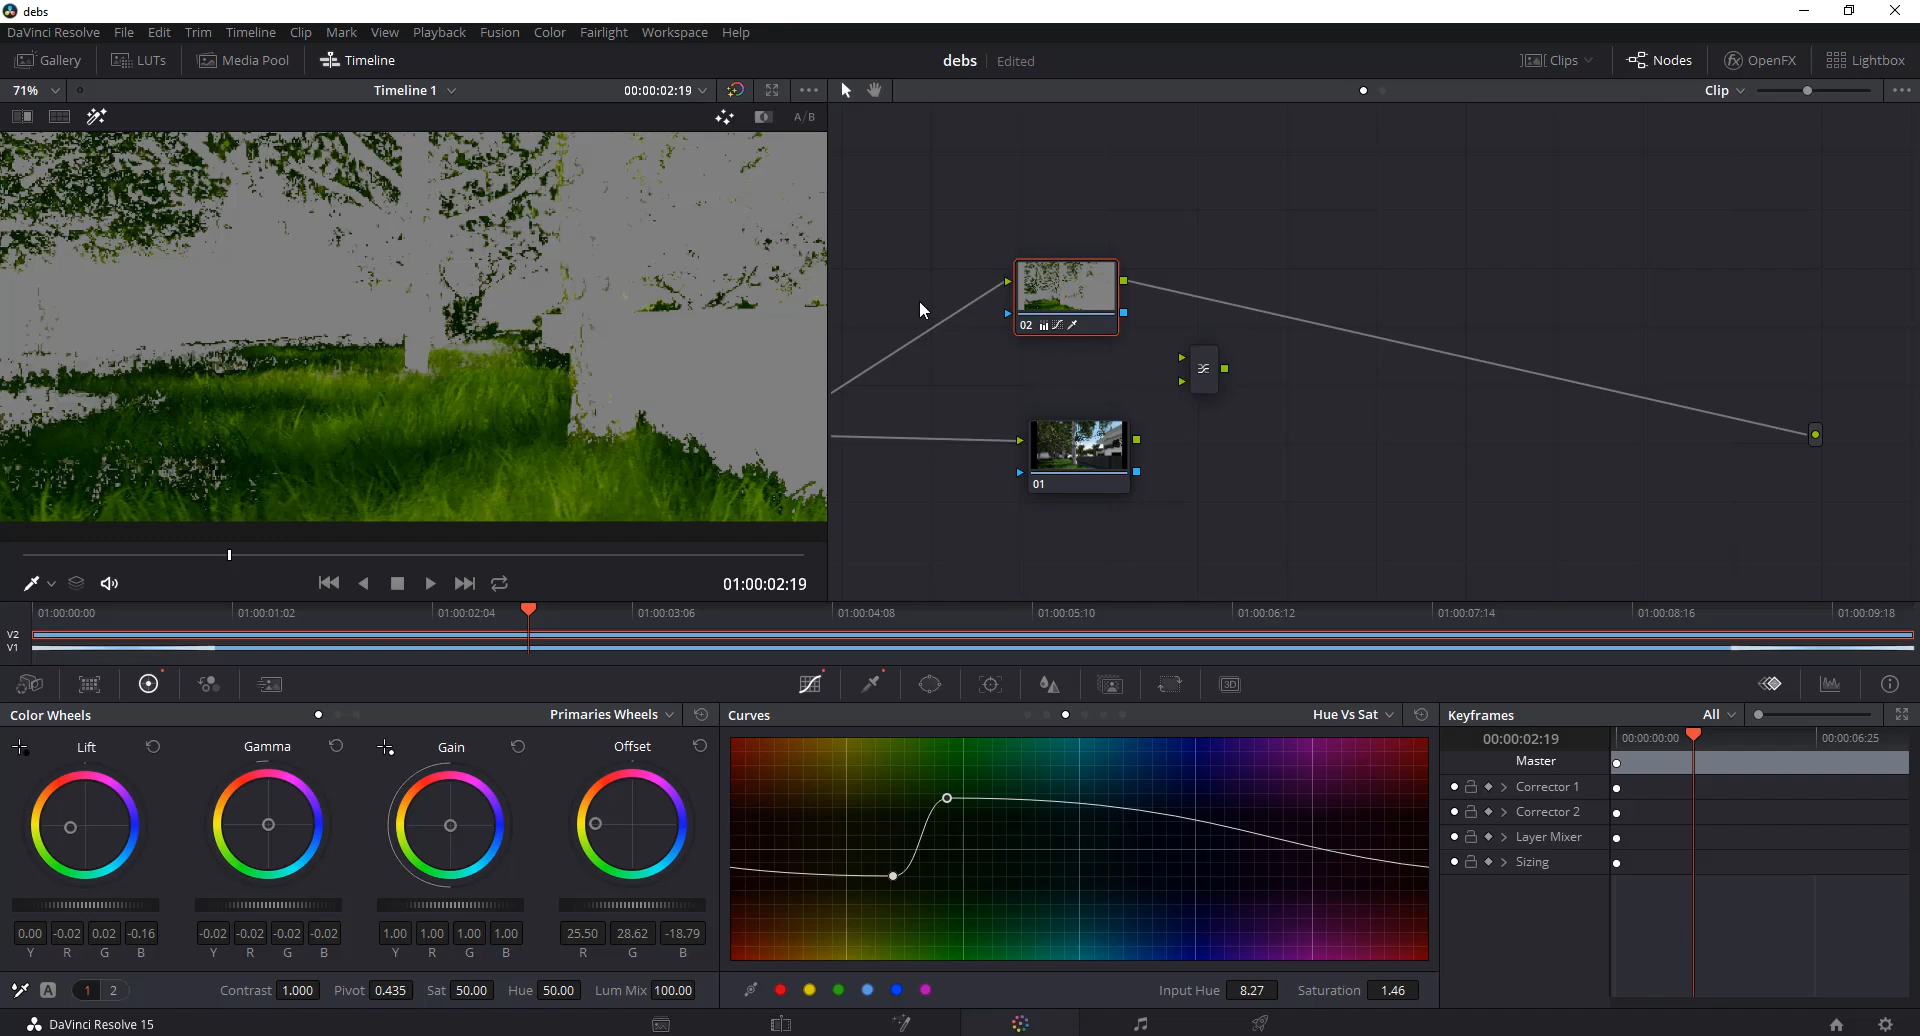 debs
DaVinci Resolve File Edit Trim Timeline Clip Mark View Playback Fusion Color Fairlight Workspace Help
Gallery LUTs Media Pool Timeline debs Edited Clips Nodes OpenFX Lightbox
71% Timeline 1 00:00:02:19 Clip
A/B
02
01
01:00:02:19
01:00:00:00 01:00:01:02 01:00:02:04 01:00:03:06 01:00:04:08 01:00:05:10 01:00:06:12 01:00:07:14 01:00:08:16 01:00:09:18
V2
V1
3D
Color Wheels Primaries Wheels Curves Hue Vs Sat Keyframes All
00:00:02:19 00:00:00:00 00:00:06:25
Lift Gamma Gain Offset
Master
Corrector 1
Corrector 2
Layer Mixer
Sizing
0.00 -0.02 0.02 -0.16 -0.02 -0.02 -0.02 -0.02 1.00 1.00 1.00 1.00 25.50 28.62 -18.79
Y R G B Y R G B Y R G B R G B
A 1 2 Contrast 1.000 Pivot 0.435 Sat 50.00 Hue 50.00 Lum Mix 100.00 Input Hue 8.27 Saturation 1.46
DaVinci Resolve 15